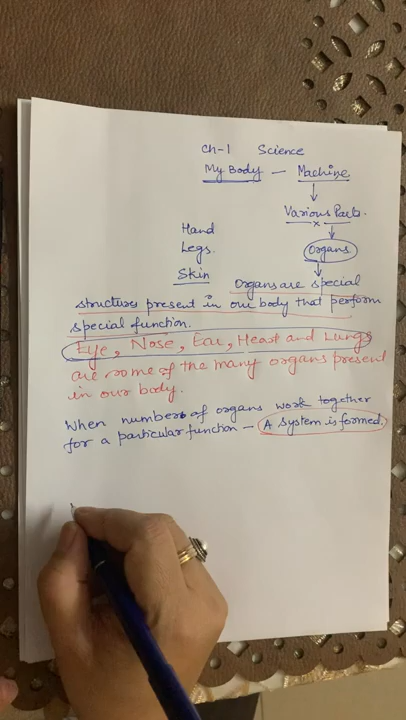 Ch-1 Science
My Body — Machine
Various Parts.
Hand
Legs.
Organs
Skin
Organs are special
structures present in our body that perform
special function.
Eye, Nose, Ear, Heart and Lungs
are some of the many organs present
in our body.
When numbers of organs work together
for a particular function — A system is formed.